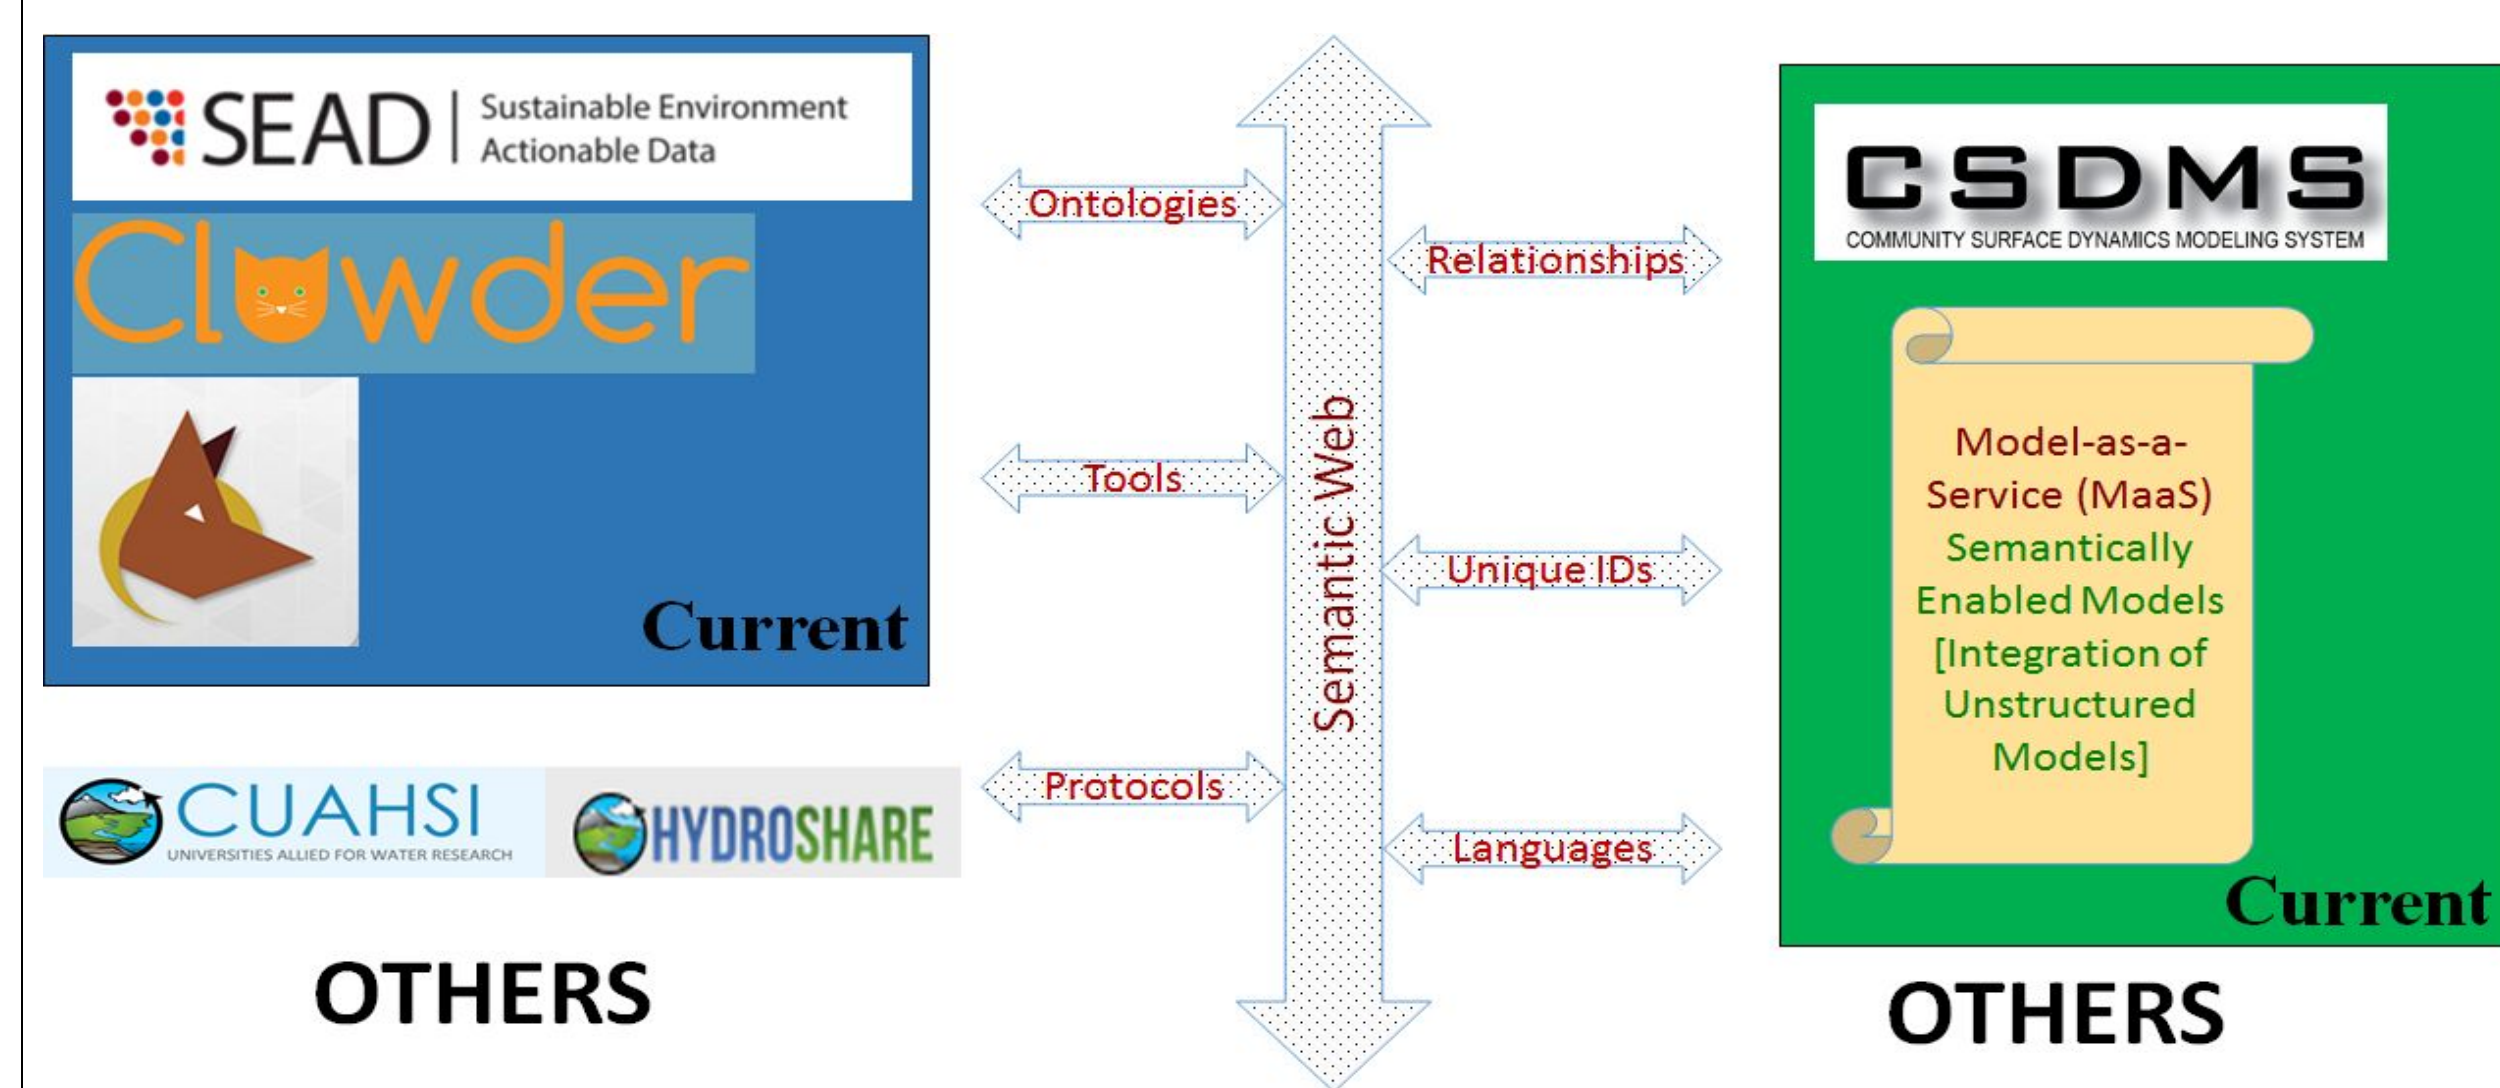 SEAD
Sustainable Environment
Actionable Data
Clowder
Current
CUAHSI
UNIVERSITIES ALLIED FOR WATER RESEARCH
HYDROSHARE
OTHERS
Ontologies
Tools
Protocols
Semantic Web
Relationships
Unique IDs
Languages
CSDMS
COMMUNITY SURFACE DYNAMICS MODELING SYSTEM
Model-as-a-
Service (MaaS)
Semantically
Enabled Models
[Integration of
Unstructured
Models]
Current
OTHERS